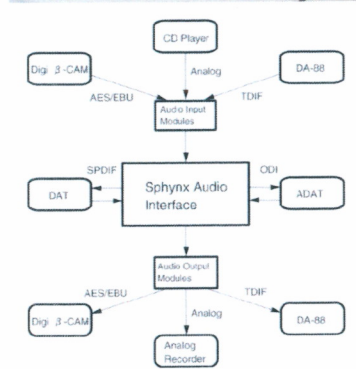 CD Player
Digi β-CAM
Analog
DA-88
AES/EBU
TDIF
Audio Input
Modules
SPDIF
ODI
DAT
Sphynx Audio
Interface
ADAT
Audio Output
Modules
AES/EBU
TDIF
Analog
Digi β-CAM
DA-88
Analog
Recorder